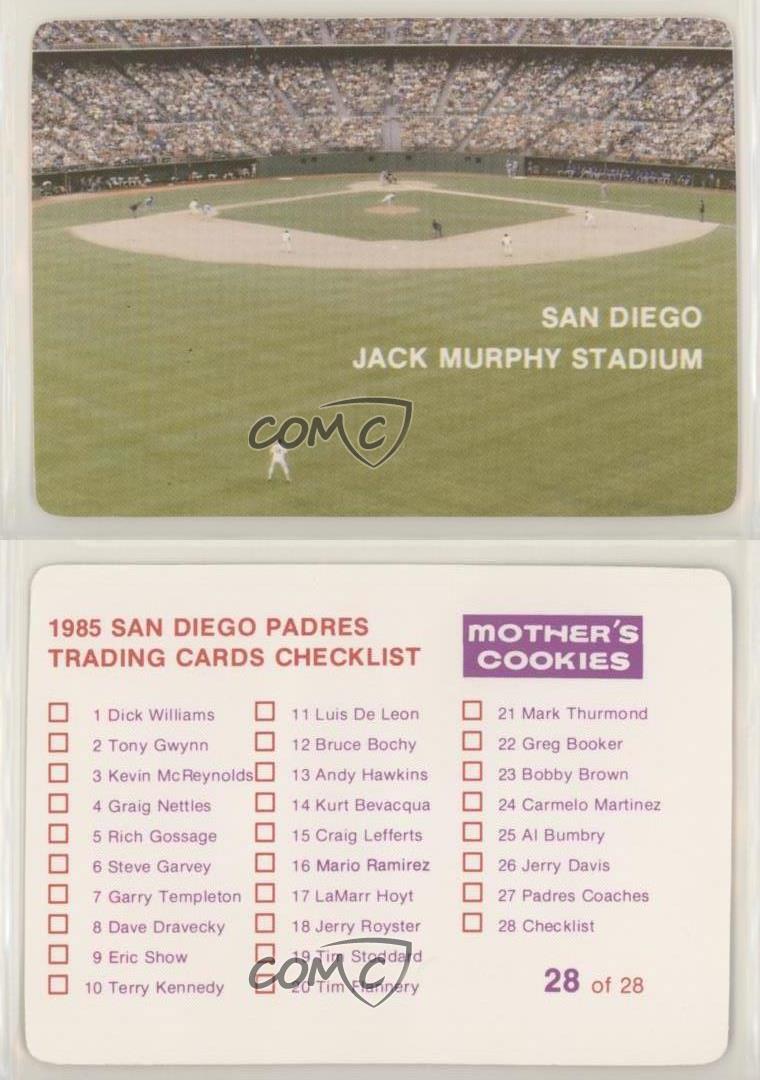 SAN DIEGO
JACK MURPHY STADIUM
COMC
1985 SAN DIEGO PADRES
TRADING CARDS CHECKLIST
MOTHER'S
COOKIES
1 Dick Williams
2 Tony Gwynn
3 Kevin McReynolds
4 Graig Nettles
5 Rich Gossage
6 Steve Garvey
7 Garry Templeton
8 Dave Dravecky
9 Eric Show
10 Terry Kennedy
11 Luis De Leon
12 Bruce Bochy
13 Andy Hawkins
14 Kurt Bevacqua
15 Craig Lefferts
16 Mario Ramirez
17 LaMarr Hoyt
18 Jerry Royster
19 Tim Stoddard
20 Tim Flannery
21 Mark Thurmond
22 Greg Booker
23 Bobby Brown
24 Carmelo Martinez
25 Al Bumbry
26 Jerry Davis
27 Padres Coaches
28 Checklist
28 of 28
COMC